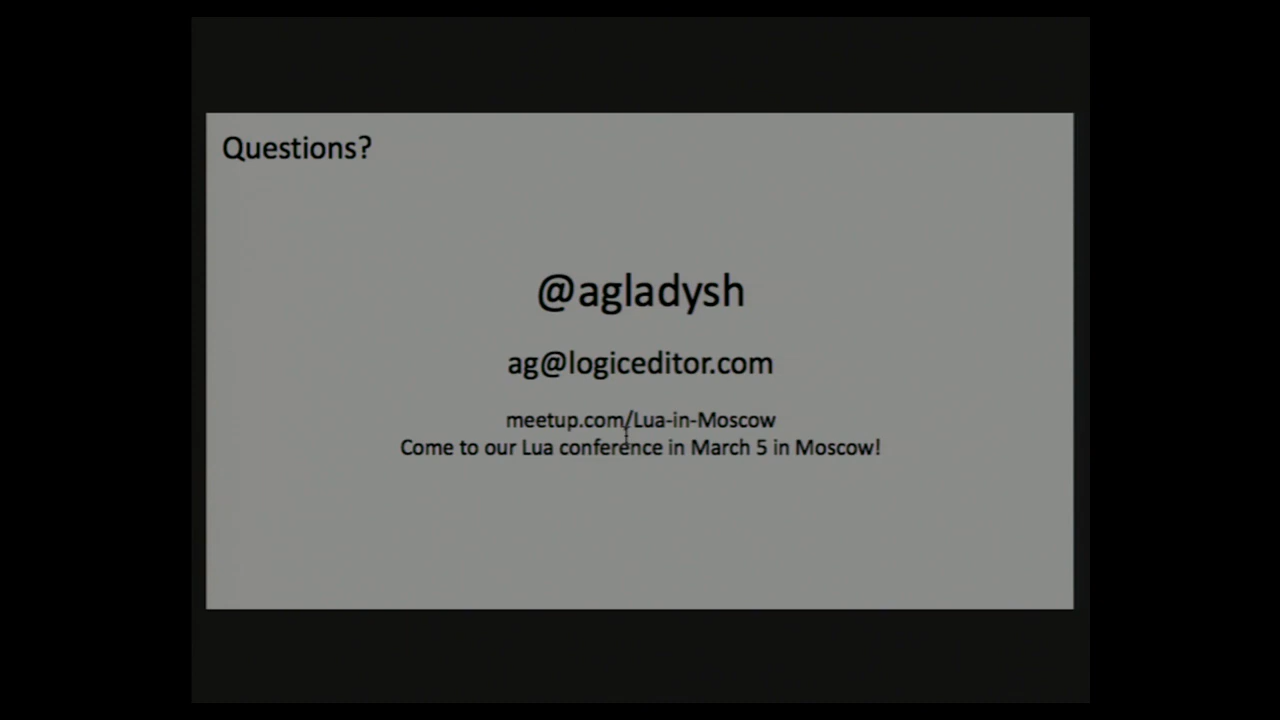 Questions?
@agladysh
ag@logiceditor.com
meetup.com/Lua-in-Moscow
Come to our Lua conference in March 5 in Moscow!